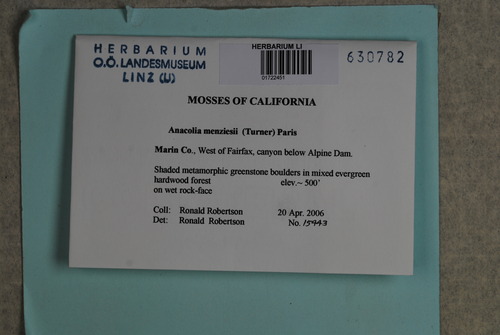 HERBARIUM
O.Ö. LANDESMUSEUM
LINZ (U)
HERBARIUM LI
01722451
630782
MOSSES OF CALIFORNIA
Anacolia menziesii (Turner) Paris
Marin Co., West of Fairfax, canyon below Alpine Dam.
Shaded metamorphic greenstone boulders in mixed evergreen
hardwood forest elev.~ 500'
on wet rock-face
Coll: Ronald Robertson 20 Apr. 2006
Det: Ronald Robertson No. 15943